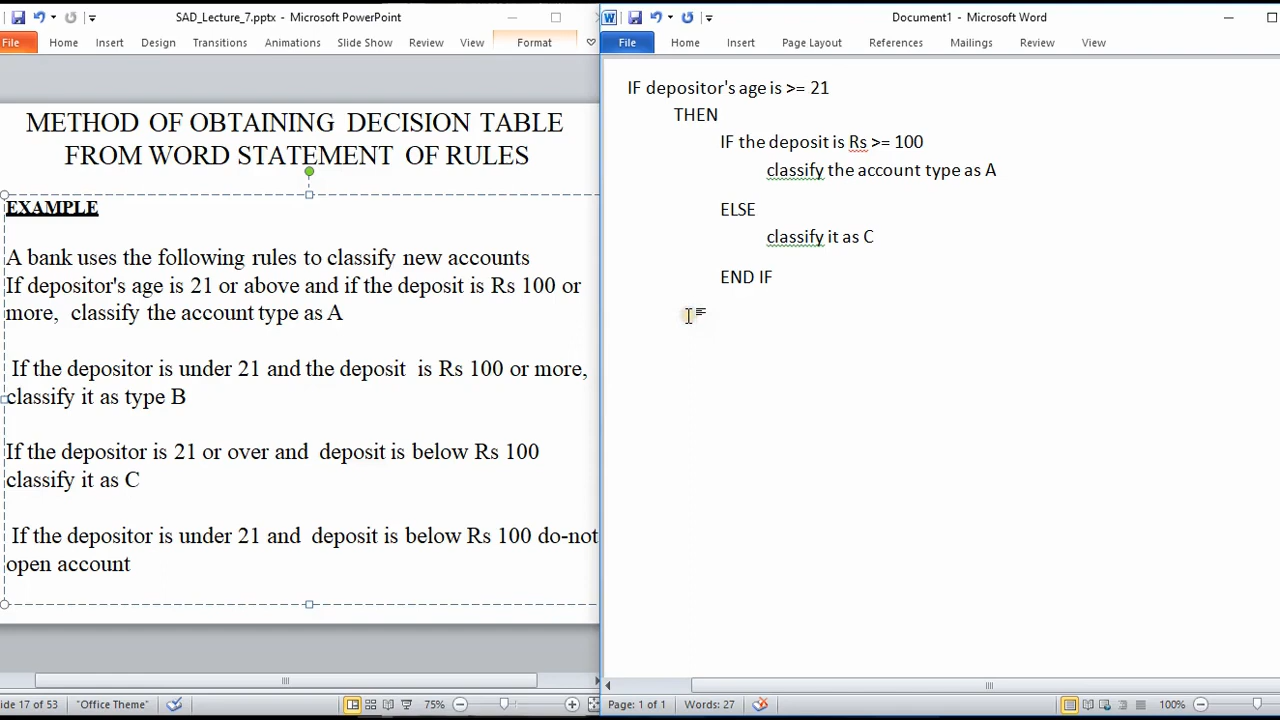 SAD_Lecture_7.pptx - Microsoft PowerPoint
File Home Insert Design Transitions Animations Slide Show Review View Format
METHOD OF OBTAINING DECISION TABLE
FROM WORD STATEMENT OF RULES
EXAMPLE
A bank uses the following rules to classify new accounts
If depositor's age is 21 or above and if the deposit is Rs 100 or
more, classify the account type as A
If the depositor is under 21 and the deposit is Rs 100 or more,
classify it as type B
If the depositor is 21 or over and deposit is below Rs 100
classify it as C
If the depositor is under 21 and deposit is below Rs 100 do-not
open account
lide 17 of 53 "Office Theme" 75%
Document1 - Microsoft Word
File Home Insert Page Layout References Mailings Review View
IF depositor's age is >= 21
THEN
IF the deposit is Rs >= 100
classify the account type as A
ELSE
classify it as C
END IF
Page: 1 of 1 Words: 27 100%